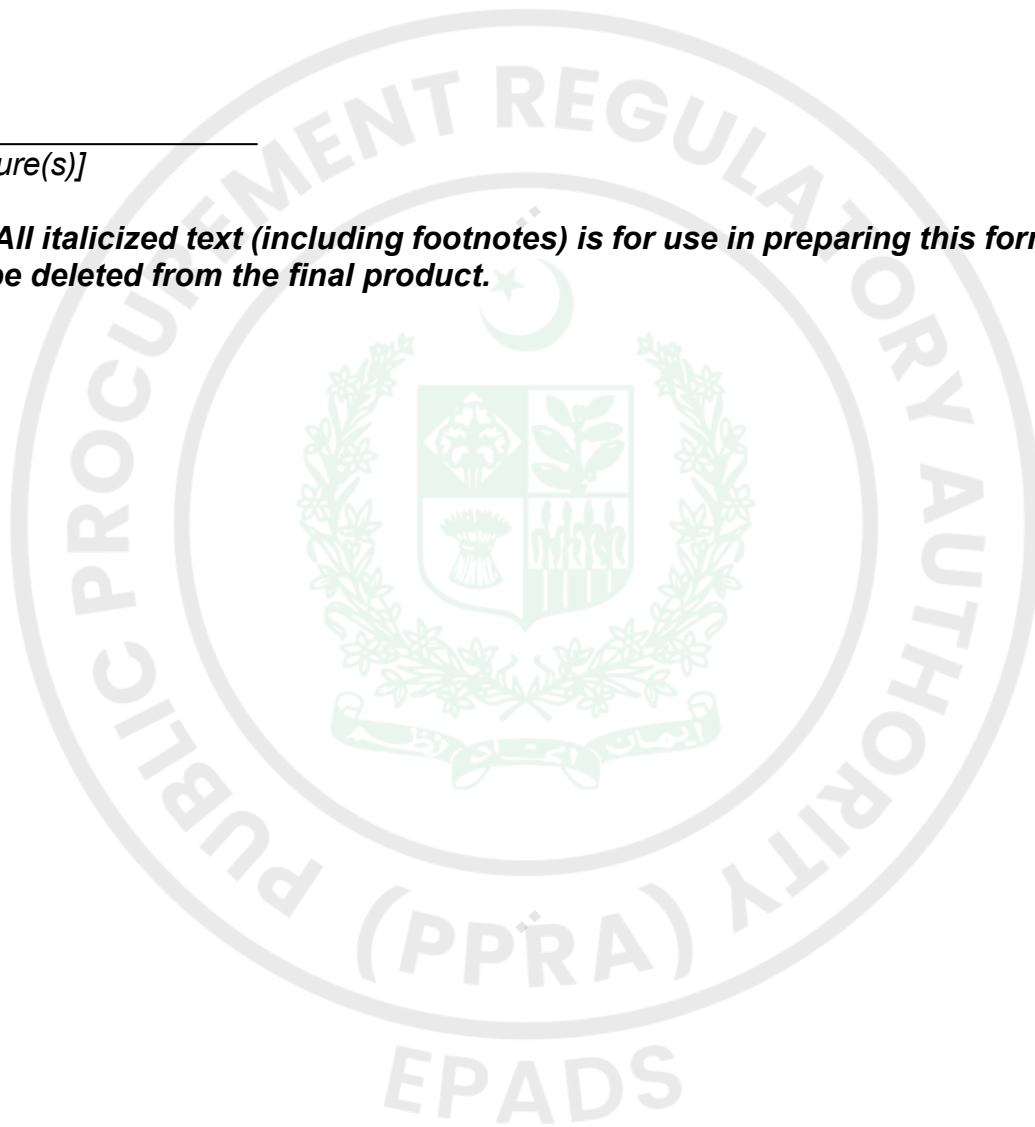 ure(s)]
All italicized text (including footnotes) is for use in preparing this for
be deleted from the final product.
PUBLIC PROCUREMENT REGULATORY AUTHORITY
(PPRA)
EPADS